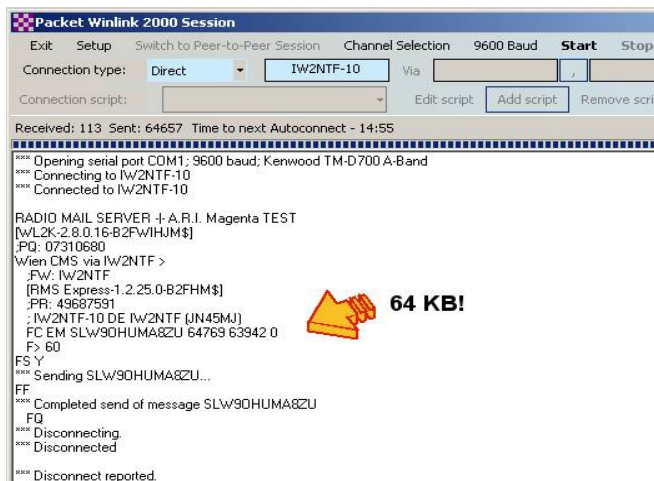 Packet Winlink 2000 Session
Exit Setup Switch to Peer-to-Peer Session Channel Selection 9600 Baud Start Stop
Connection type: Direct IW2NTF-10 Via ,
Connection script: Edit script Add script Remove scri
Received: 113 Sent: 64657 Time to next Autoconnect - 14:55
*** Opening serial port COM1; 9600 baud; Kenwood TM-D700 A-Band
*** Connecting to IW2NTF-10
*** Connected to IW2NTF-10
RADIO MAIL SERVER -|- A.R.I. Magenta TEST
[WL2K-2.8.0.16-B2FWIHJM$]
;PQ: 07310680
Wien CMS via IW2NTF >
;FW: IW2NTF
[RMS Express-1.2.25.0-B2FHM$]
;PR: 49687591
; IW2NTF-10 DE IW2NTF (JN45MJ)
FC EM SLW9OHUMA8ZU 64769 63942 0
F> 60
64 KB!
FS Y
*** Sending SLW9OHUMA8ZU...
FF
*** Completed send of message SLW9OHUMA8ZU
FQ
*** Disconnecting.
*** Disconnected
*** Disconnect reported.